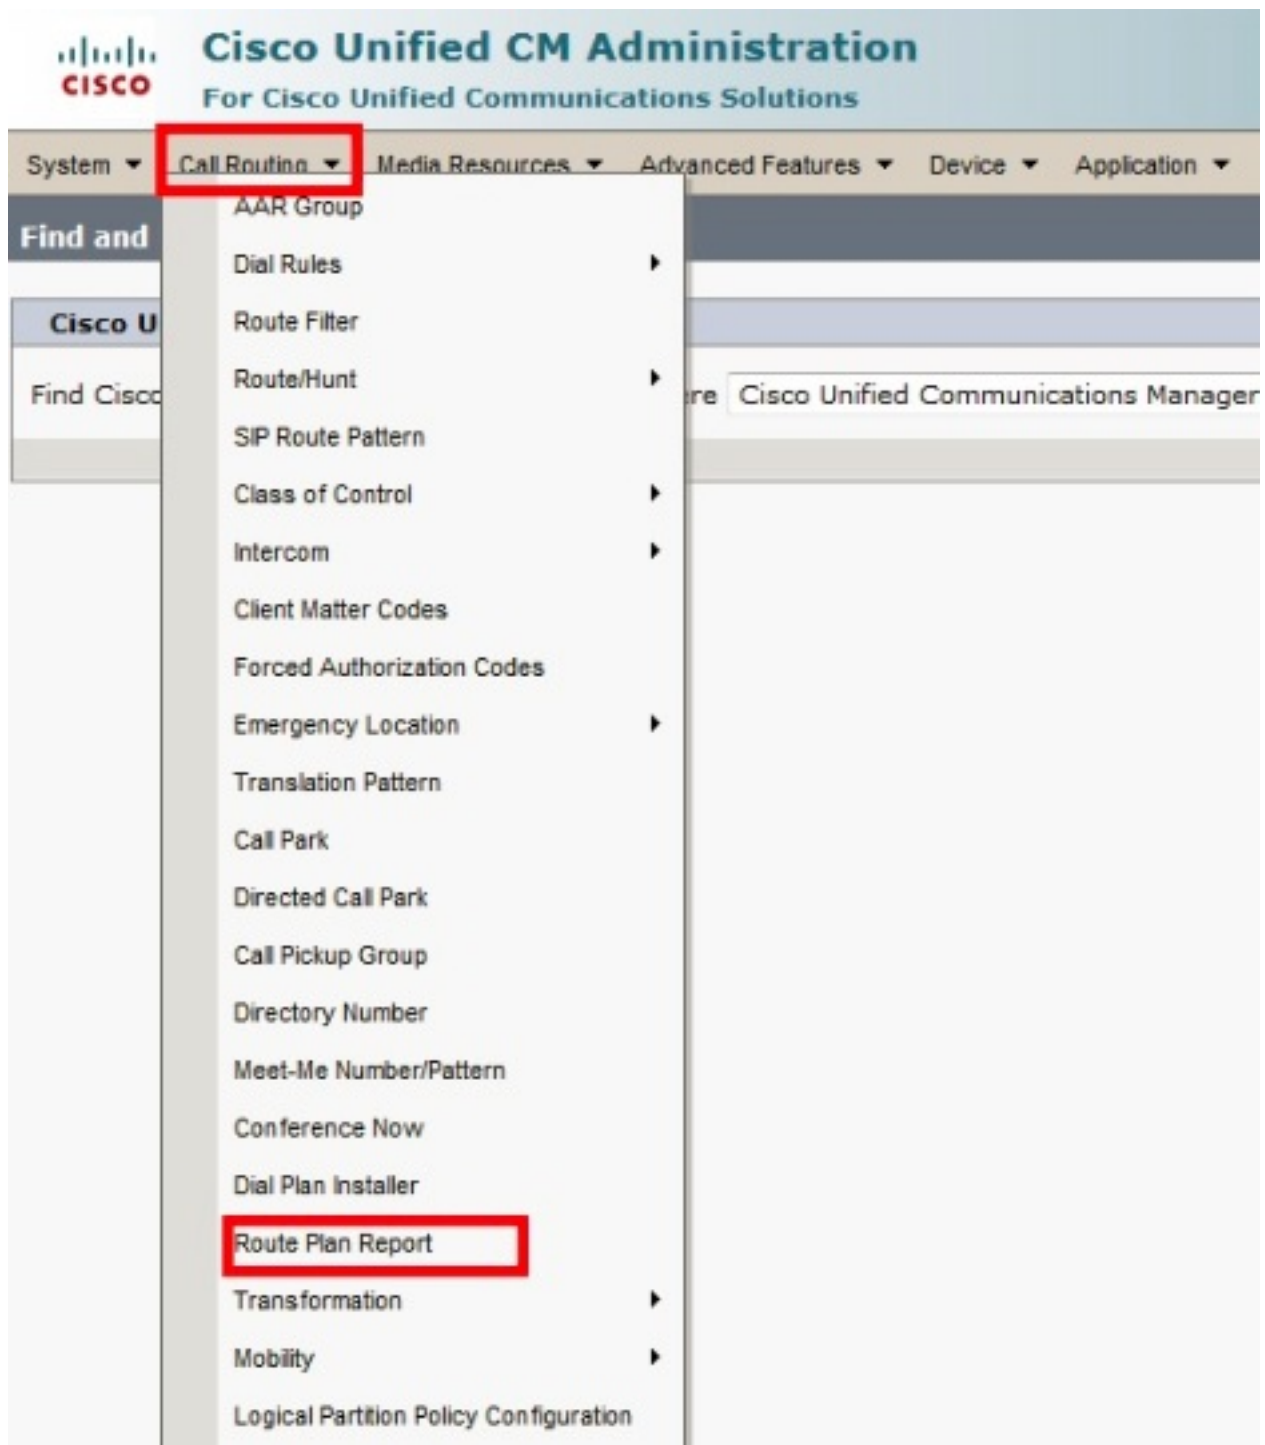 Cisco Unified CM Administration
CISCO
For Cisco Unified Communications Solutions
System Call Routing Media Resources Advanced Features Device Application
AAR Group
Find and
Dial Rules
Cisco U
Route Filter
Route/Hunt
Find Cisco
ere Cisco Unified Communications Manager
SIP Route Pattern
Class of Control
Intercom
Client Matter Codes
Forced Authorization Codes
Emergency Location
Translation Pattern
Call Park
Directed Call Park
Call Pickup Group
Directory Number
Meet-Me Number/Pattern
Conference Now
Dial Plan Installer
Route Plan Report
Transformation
Mobility
Logical Partition Policy Configuration